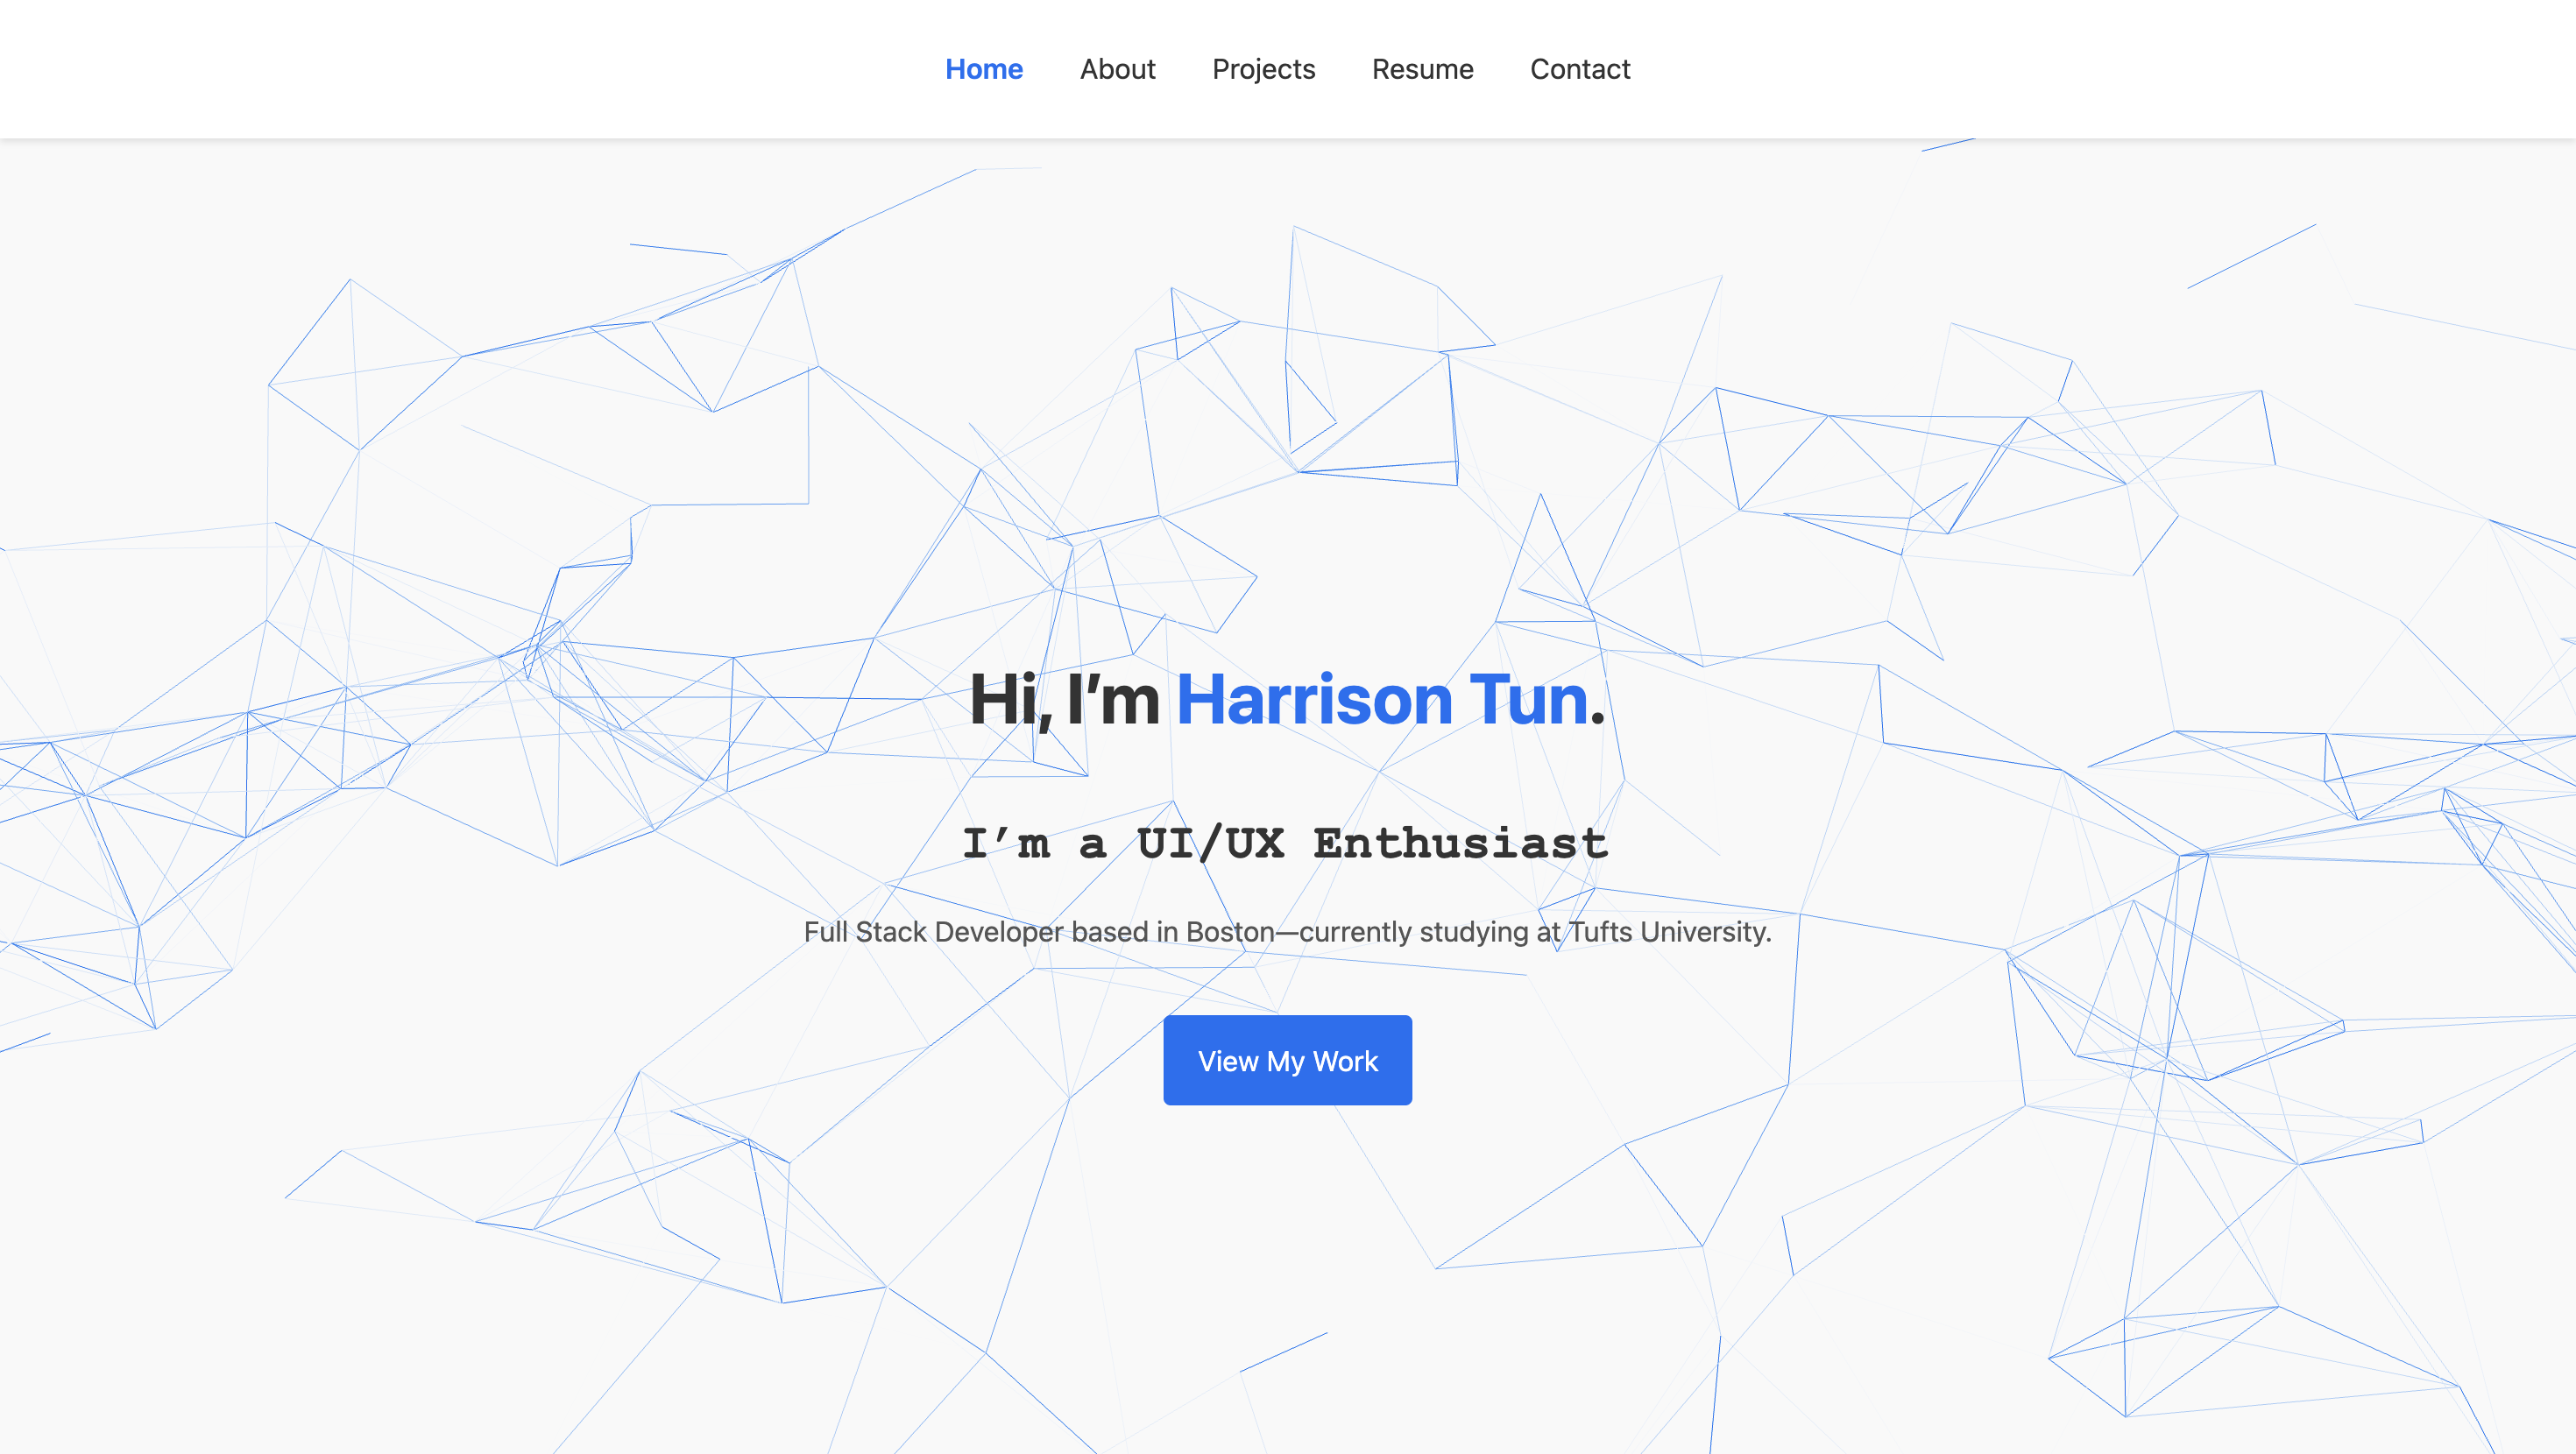 Home About Projects Resume Contact
Hi, I’m Harrison Tun.
I’m a UI/UX Enthusiast
Full Stack Developer based in Boston—currently studying at Tufts University.
View My Work